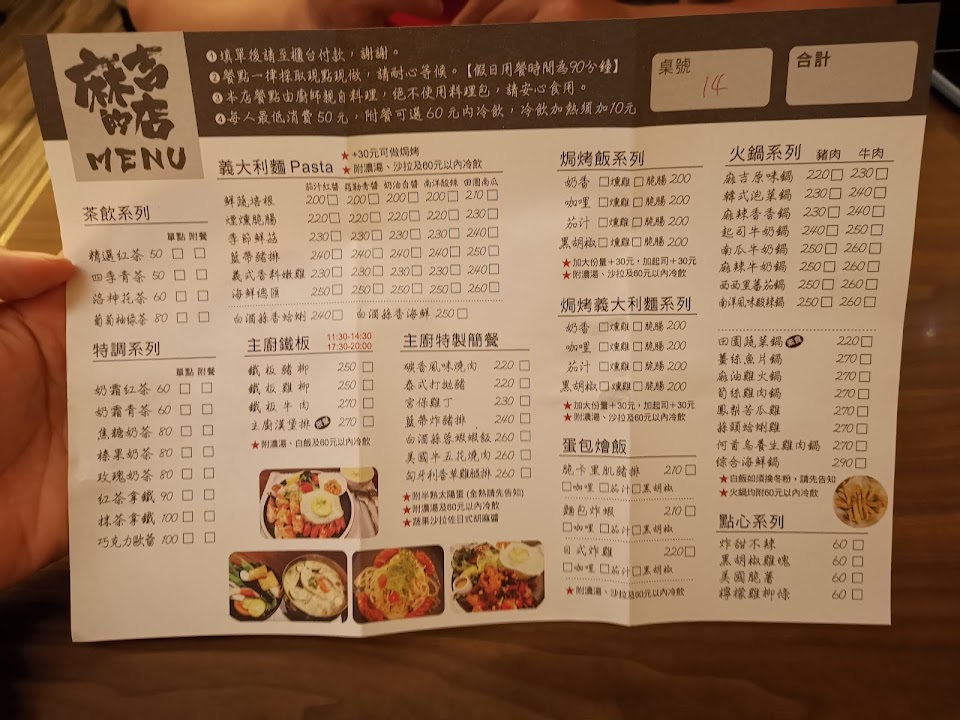 麻吉的店
MENU
❶填單後請至櫃台付款，謝謝。
❷餐點一律採取現點現做，請耐心等候。【假日用餐時間為90分鐘】
❸本店餐點由廚師親自料理，絕不使用料理包，請安心食用。
❹每人最低消費50元，附餐可選60元內冷飲，冷飲加熱須加10元
桌號
14
合計
茶飲系列
單點 附餐
精選紅茶 50 □ □
四季青茶 50 □ □
洛神花茶 60 □ □
葡萄柚綠茶 80 □ □
特調系列
單點 附餐
奶霜紅茶 60 □ □
奶霜青茶 60 □ □
焦糖奶茶 80 □ □
榛果奶茶 80 □ □
玫瑰奶茶 80 □ □
紅茶拿鐵 90 □ □
抹茶拿鐵 100 □ □
巧克力歐蕾 100 □ □
義大利麵 Pasta
★+30元可做焗烤
★附濃湯、沙拉及60元以內冷飲
茄汁紅醬 羅勒青醬 奶油白醬 南洋酸辣 田園南瓜
鮮蔬培根 200□ 200□ 200□ 200□ 210□
煙燻脆腸 220□ 220□ 220□ 220□ 230□
季節鮮菇 230□ 230□ 230□ 230□ 240□
藍帶豬排 240□ 240□ 240□ 240□ 250□
義式香料嫩雞 230□ 230□ 230□ 230□ 240□
海鮮總匯 250□ 250□ 250□ 250□ 260□
白酒蒜香蛤蜊 240□ 白酒蒜香海鮮 250□
主廚鐵板 11:30-14:30
17:30-20:00
鐵板豬柳 250 □
鐵板雞柳 250 □
鐵板牛肉 270 □
主廚漢堡排 270 □
★附濃湯、白飯及60元以內冷飲
主廚特製簡餐
碳香風味燒肉 220 □
泰式打拋豬 220 □
宮保雞丁 230 □
藍帶炸豬排 240 □
白酒蒜蓉蝦蝦飯 260 □
美國牛五花燒肉 260 □
匈牙利香草雞腿排 260 □
★附半熟太陽蛋 (全熟請先告知)
★附濃湯及60元以內冷飲
★蔬果沙拉佐日式胡麻醬
焗烤飯系列
奶香 □燻雞 □脆腸 200
咖哩 □燻雞 □脆腸 200
茄汁 □燻雞 □脆腸 200
黑胡椒 □燻雞 □脆腸 200
★加大份量＋30元，加起司＋30元
★附濃湯、沙拉及60元以內冷飲
焗烤義大利麵系列
奶香 □燻雞 □脆腸 200
咖哩 □燻雞 □脆腸 200
茄汁 □燻雞 □脆腸 200
黑胡椒 □燻雞 □脆腸 200
★加大份量＋30元，加起司＋30元
★附濃湯、沙拉及60元以內冷飲
蛋包燴飯
脆卡里肌豬排 210 □
□咖哩 □茄汁 □黑胡椒
麵包炸蝦 210 □
□咖哩 □茄汁 □黑胡椒
日式炸雞 220 □
□咖哩 □茄汁 □黑胡椒
★附濃湯、沙拉及60元以內冷飲
火鍋系列 豬肉 牛肉
麻吉原味鍋 220□ 230□
韓式泡菜鍋 230□ 240□
麻辣香香鍋 230□ 240□
起司牛奶鍋 240□ 250□
南瓜牛奶鍋 250□ 260□
麻辣牛奶鍋 250□ 260□
西西里蕃茄鍋 250□ 260□
南洋風味酸辣鍋 250□ 260□
田園蔬菜鍋 220□
薑絲魚片鍋 270□
麻油雞火鍋 270□
筍絲雞肉鍋 270□
鳳梨苦瓜雞 270□
蒜頭蛤蜊雞 270□
何首烏養生雞肉鍋 270□
綜合海鮮鍋 290□
★白飯如須換冬粉，請先告知
★火鍋均附60元以內冷飲
點心系列
炸甜不辣 60 □
黑胡椒雞塊 60 □
美國脆薯 60 □
檸檬雞柳條 60 □